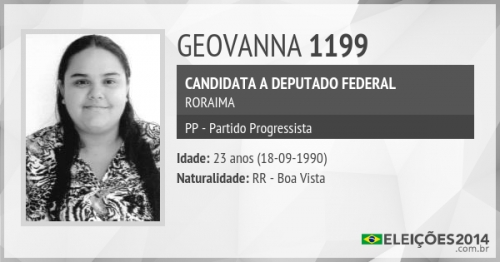 GEOVANNA 1199
CANDIDATA A DEPUTADO FEDERAL
RORAIMA
PP - Partido Progressista
Idade: 23 anos (18-09-1990)
Naturalidade: RR - Boa Vista
ELEIÇÕES2014
.com.br